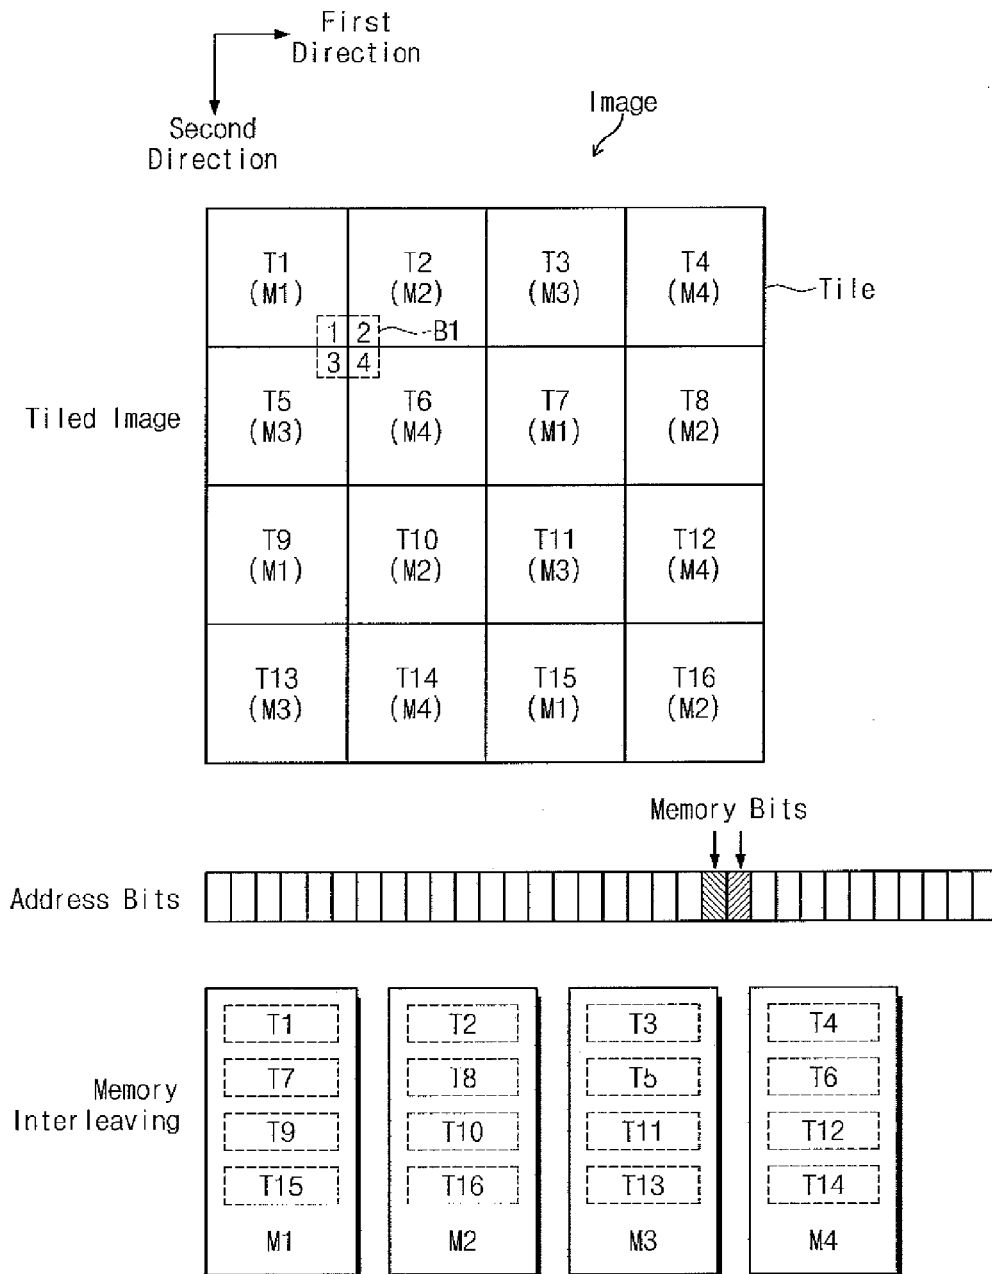 First
Direction
Second
Direction
Image
T1
(M1)
T2
(M2)
T3
(M3)
T4
(M4)
Tile
1 2
B1
3 4
Tiled Image
T5
(M3)
T6
(M4)
T7
(M1)
T8
(M2)
T9
(M1)
T10
(M2)
T11
(M3)
T12
(M4)
T13
(M3)
T14
(M4)
T15
(M1)
T16
(M2)
Memory Bits
Address Bits
Memory
Interleaving
T1
T7
T9
T15
M1
T2
T8
T10
T16
M2
T3
T5
T11
T13
M3
T4
T6
T12
T14
M4